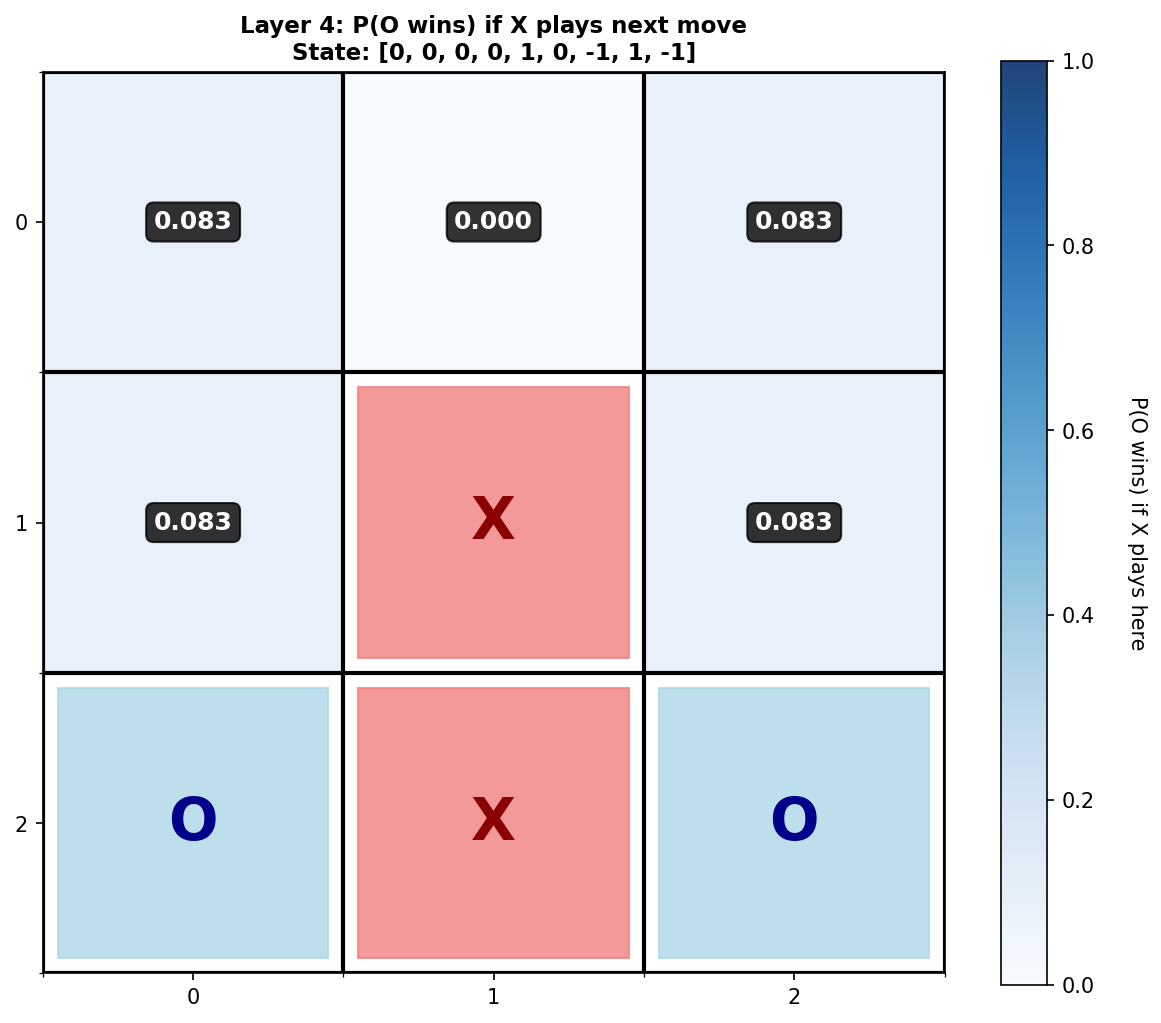 Layer 4: P(O wins) if X plays next move
State: [0, 0, 0, 0, 1, 0, -1, 1, -1]
0.083
0.000
0.083
0.083
X
0.083
O
X
O
0
1
2
0
1
2
1.0
0.8
0.6
0.4
0.2
0.0
P(O wins) if X plays here